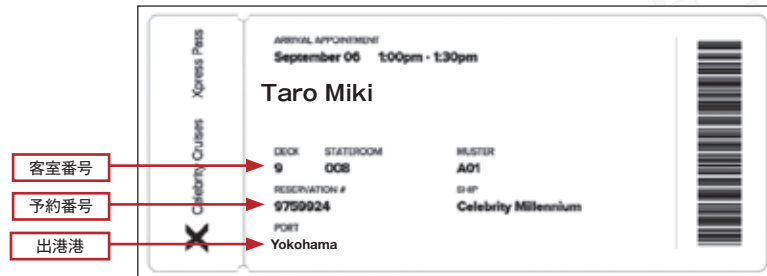 Celebrity Cruises Xpress Pass
ARRIVAL APPOINTMENT
September 06 1:00pm - 1:30pm
Taro Miki
DECK STATEROOM MUSTER
客室番号 9 008 A01
RESERVATION # SHIP
予約番号 9759924 Celebrity Millennium
PORT
出港港 Yokohama